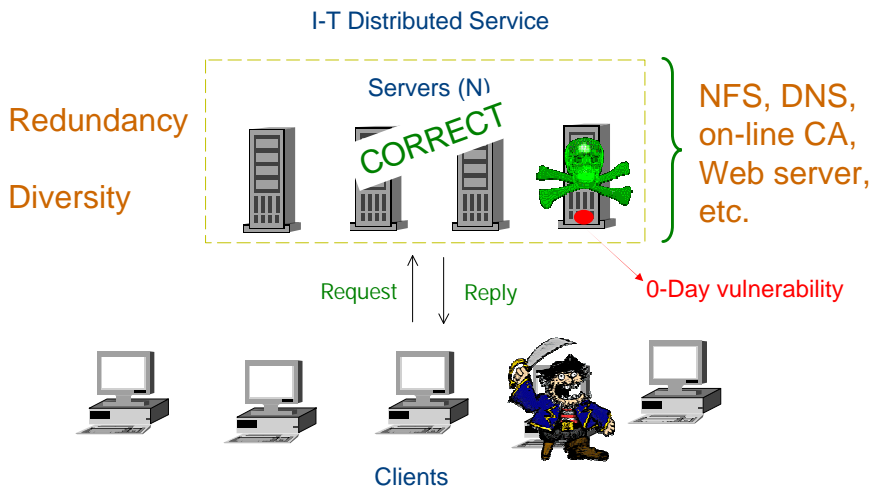 I-T Distributed Service
Servers (N)
CORRECT
Redundancy
Diversity
NFS, DNS,
on-line CA,
Web server,
etc.
Request
Reply
0-Day vulnerability
Clients